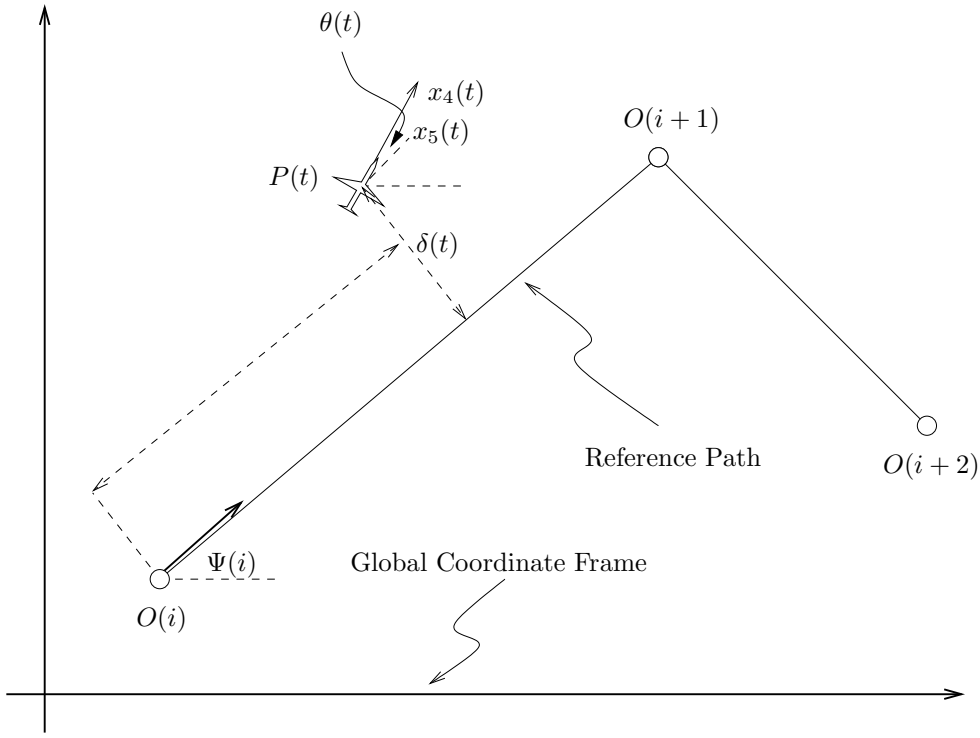 θ(t)
x₄(t)
x₅(t)
O(i + 1)
P(t)
δ(t)
Reference Path
O(i + 2)
Ψ(i)
Global Coordinate Frame
O(i)